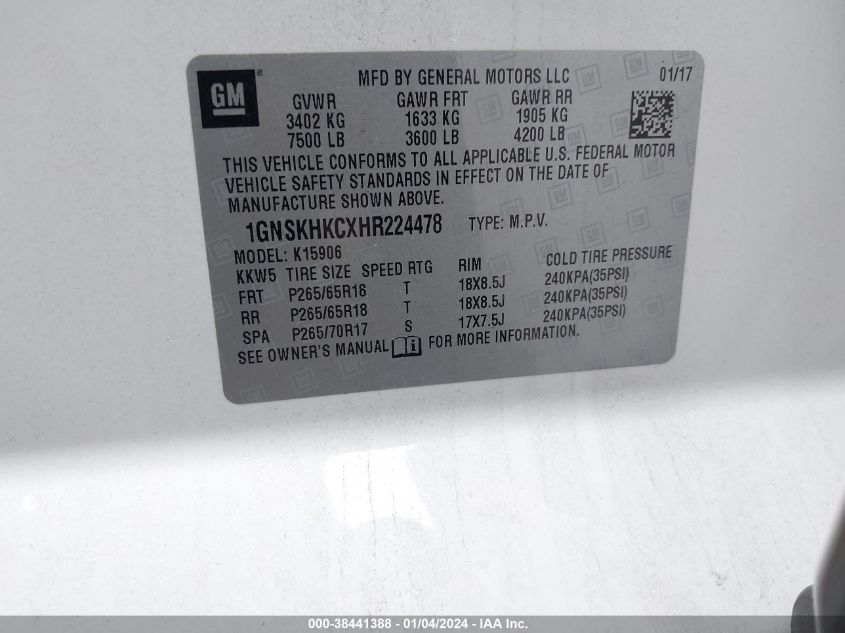 GM
MFD BY GENERAL MOTORS LLC 01/17
GVWR GAWR FRT GAWR RR
3402 KG 1633 KG 1905 KG
7500 LB 3600 LB 4200 LB
THIS VEHICLE CONFORMS TO ALL APPLICABLE U.S. FEDERAL MOTOR
VEHICLE SAFETY STANDARDS IN EFFECT ON THE DATE OF
MANUFACTURE SHOWN ABOVE.
1GNSKHKCXHR224478 TYPE: M.P.V.
MODEL: K15906
KKW5 TIRE SIZE SPEED RTG RIM COLD TIRE PRESSURE
FRT P265/65R18 T 18X8.5J 240KPA(35PSI)
RR P265/65R18 T 18X8.5J 240KPA(35PSI)
SPA P265/70R17 S 17X7.5J 240KPA(35PSI)
SEE OWNER'S MANUAL FOR MORE INFORMATION.
000-38441388 - 01/04/2024 - IAA Inc.